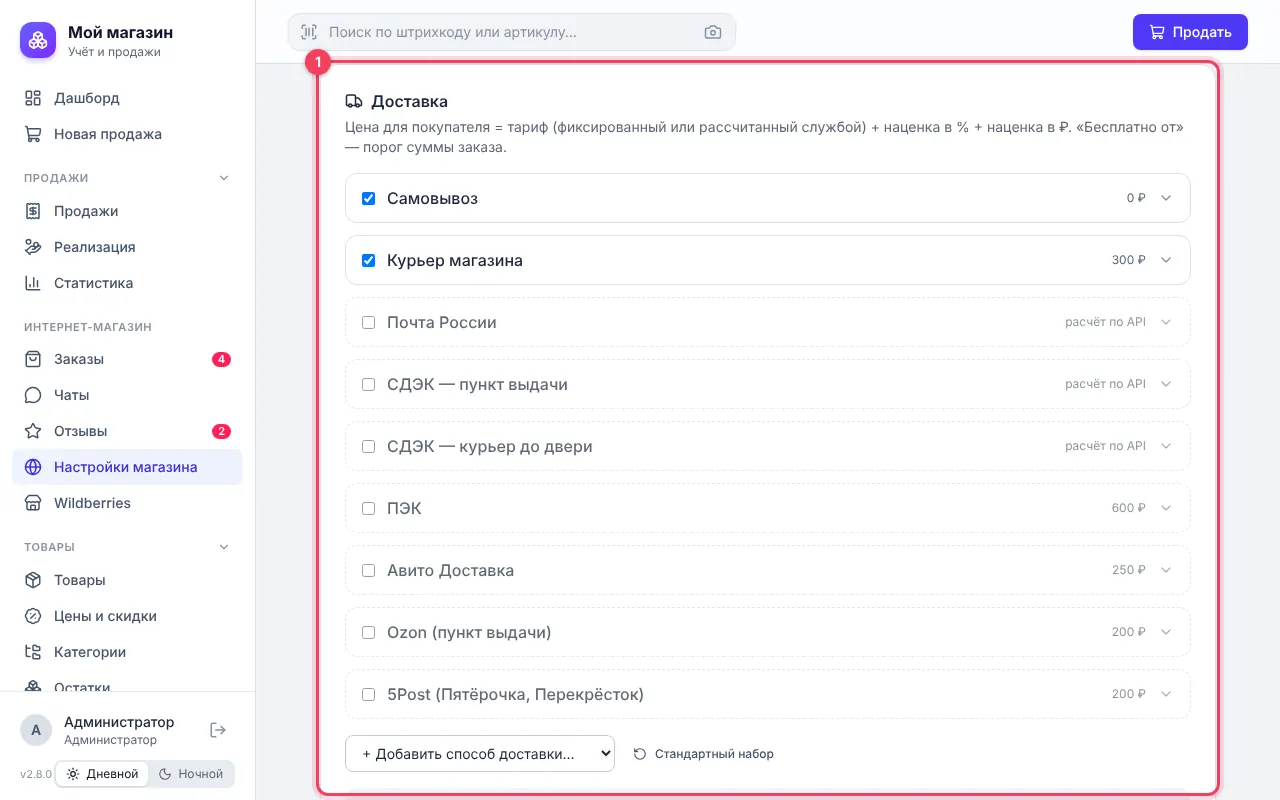 Мой магазин
Учёт и продажи
Поиск по штрихкоду или артикулу...
Продать
1
Дашборд
Новая продажа
ПРОДАЖИ
Продажи
Реализация
Статистика
ИНТЕРНЕТ-МАГАЗИН
Заказы 4
Чаты
Отзывы 2
Настройки магазина
Wildberries
ТОВАРЫ
Товары
Цены и скидки
Категории
Остатки
А
Администратор
Администратор
v2.8.0
Дневной
Ночной
Доставка
Цена для покупателя = тариф (фиксированный или рассчитанный службой) + наценка в % + наценка в ₽. «Бесплатно от»
— порог суммы заказа.
Самовывоз 0 ₽
Курьер магазина 300 ₽
Почта России расчёт по API
СДЭК — пункт выдачи расчёт по API
СДЭК — курьер до двери расчёт по API
ПЭК 600 ₽
Авито Доставка 250 ₽
Ozon (пункт выдачи) 200 ₽
5Post (Пятёрочка, Перекрёсток) 200 ₽
+ Добавить способ доставки...
Стандартный набор